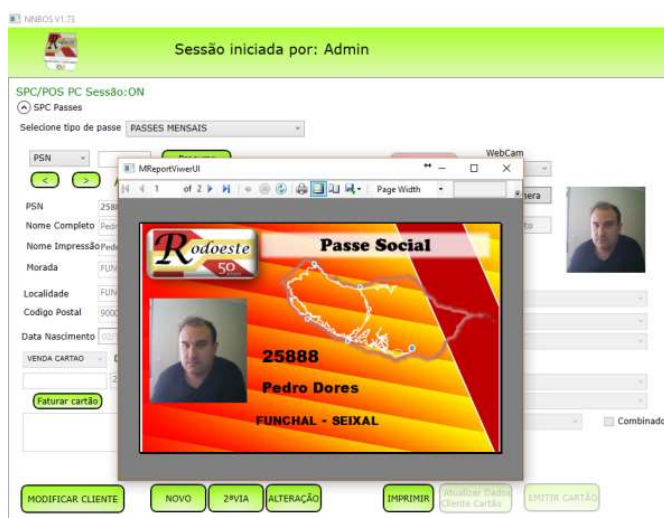 NNBOS V1.73
Sessão iniciada por: Admin
SPC/POS PC Sessão:ON
SPC Passes
Selecione tipo de passe PASSES MENSAIS
PSN
WebCam
MReportViwerUI
1 of 2 Page Width
PSN
Nome Completo
Nome Impressão
Morada
Localidade
Codigo Postal
Data Nascimento
VENDA CARTAO
Faturar cartão
Rodoeste
50
Passe Social
25888
Pedro Dores
FUNCHAL - SEIXAL
Combinado
MODIFICAR CLIENTE
NOVO
2ªVIA
ALTERAÇÃO
IMPRIMIR
Atualizar Dados
Cliente Cartão
EMITIR CARTÃO